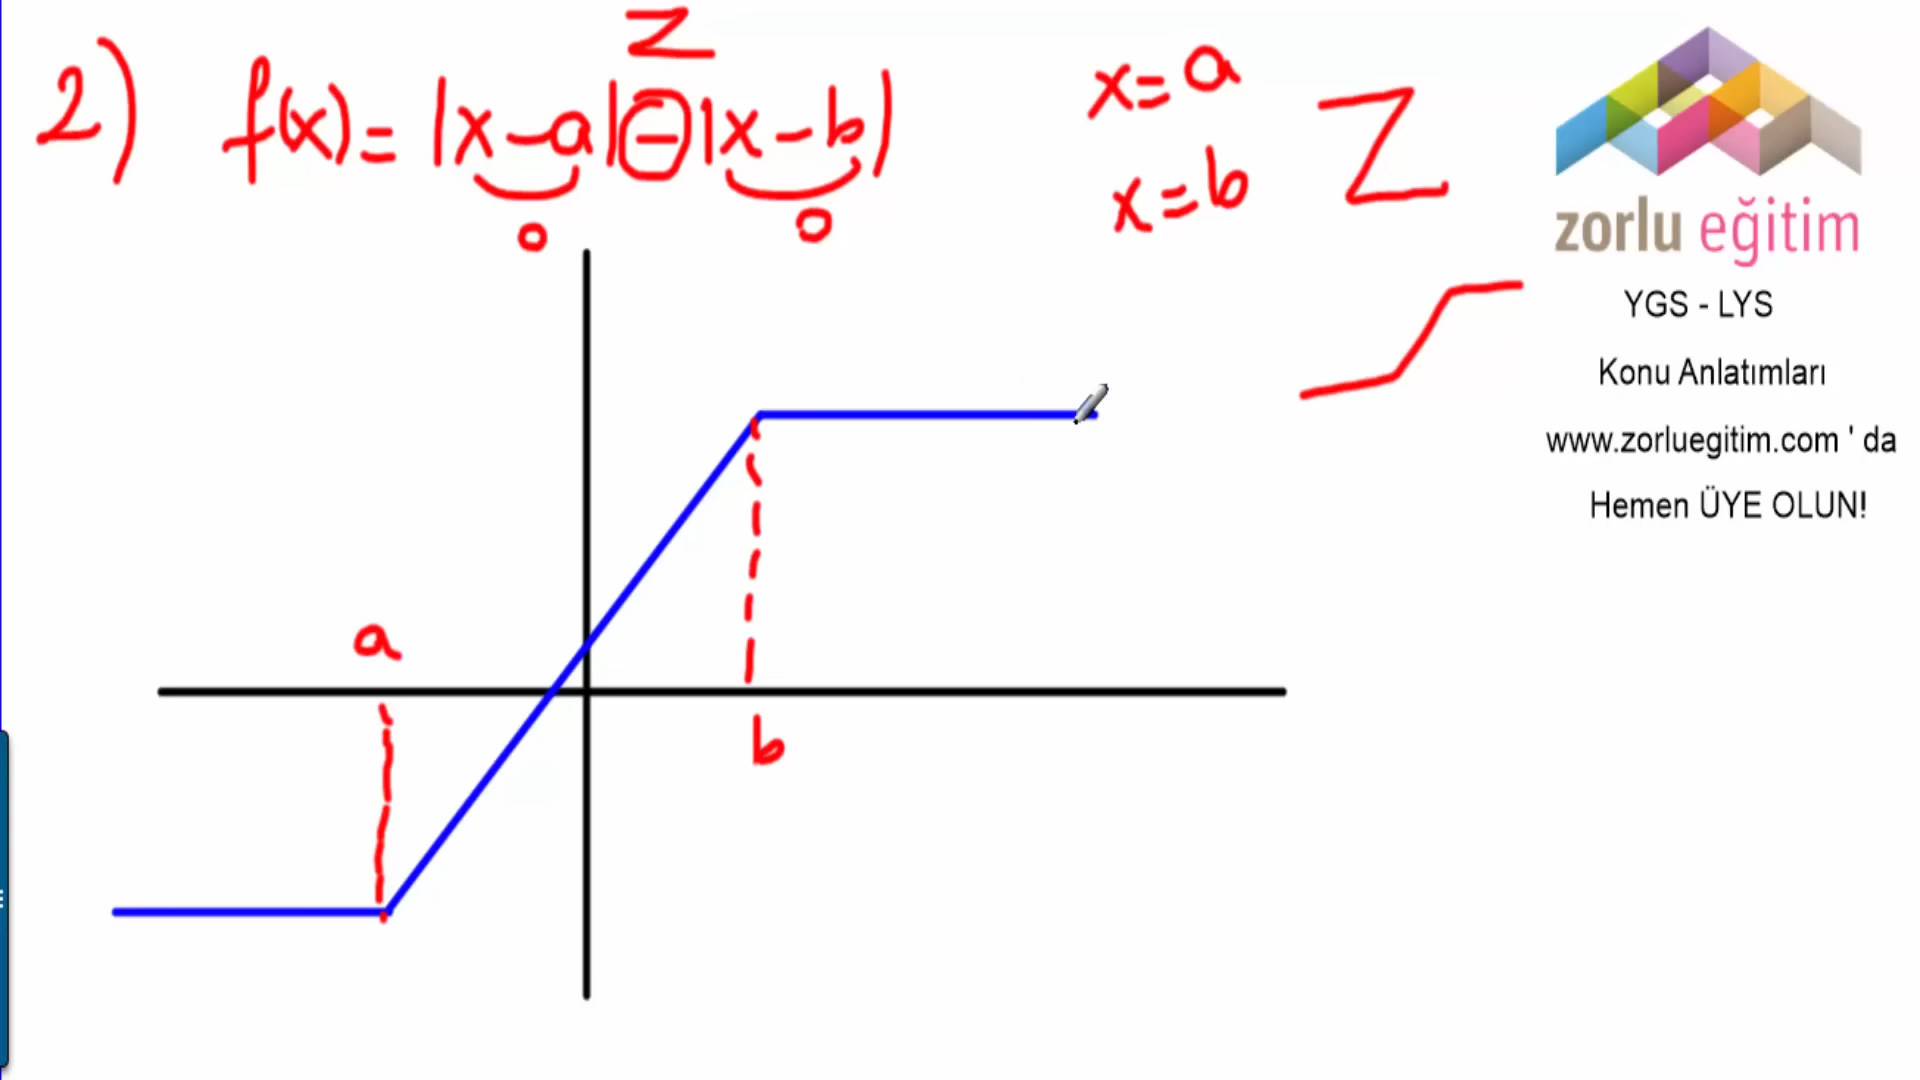 Z
2) f(x) = |x-a| - |x-b|
0
0
x=a
x=b
Z
a
b
zorlu eğitim
YGS - LYS
Konu Anlatımları
www.zorluegitim.com ' da
Hemen ÜYE OLUN!